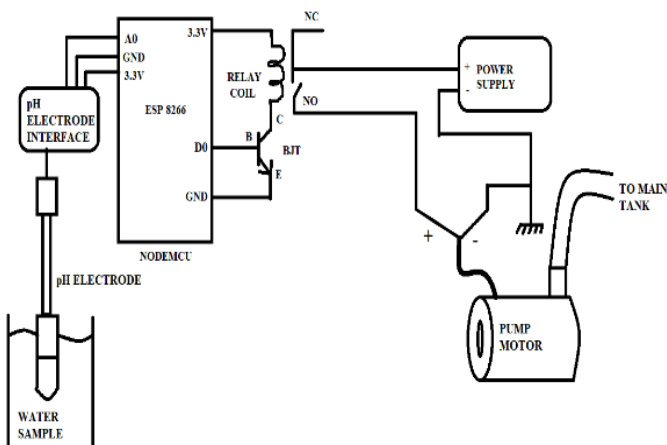 NC
A0
3.3V
GND
3.3V
RELAY
COIL
+
POWER
SUPPLY
-
pH
ELECTRODE
INTERFACE
ESP 8266
NO
C
B
BJT
D0
E
GND
TO MAIN
TANK
+
-
NODEMCU
pH ELECTRODE
PUMP
MOTOR
WATER
SAMPLE